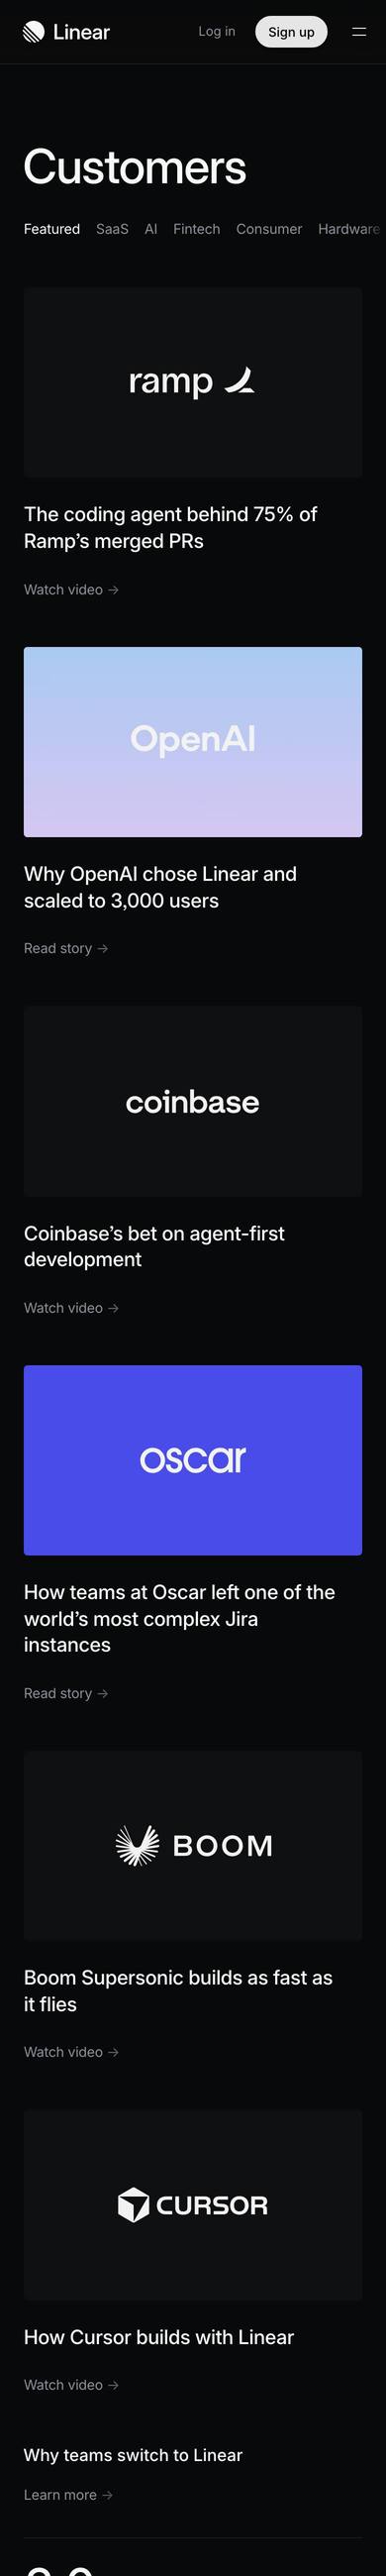 Linear
Log in
Sign up
Customers
Featured SaaS AI Fintech Consumer Hardware
ramp
The coding agent behind 75% of
Ramp’s merged PRs
Watch video →
OpenAI
Why OpenAI chose Linear and
scaled to 3,000 users
Read story →
coinbase
Coinbase’s bet on agent-first
development
Watch video →
oscar
How teams at Oscar left one of the
world’s most complex Jira
instances
Read story →
BOOM
Boom Supersonic builds as fast as
it flies
Watch video →
CURSOR
How Cursor builds with Linear
Watch video →
Why teams switch to Linear
Learn more →